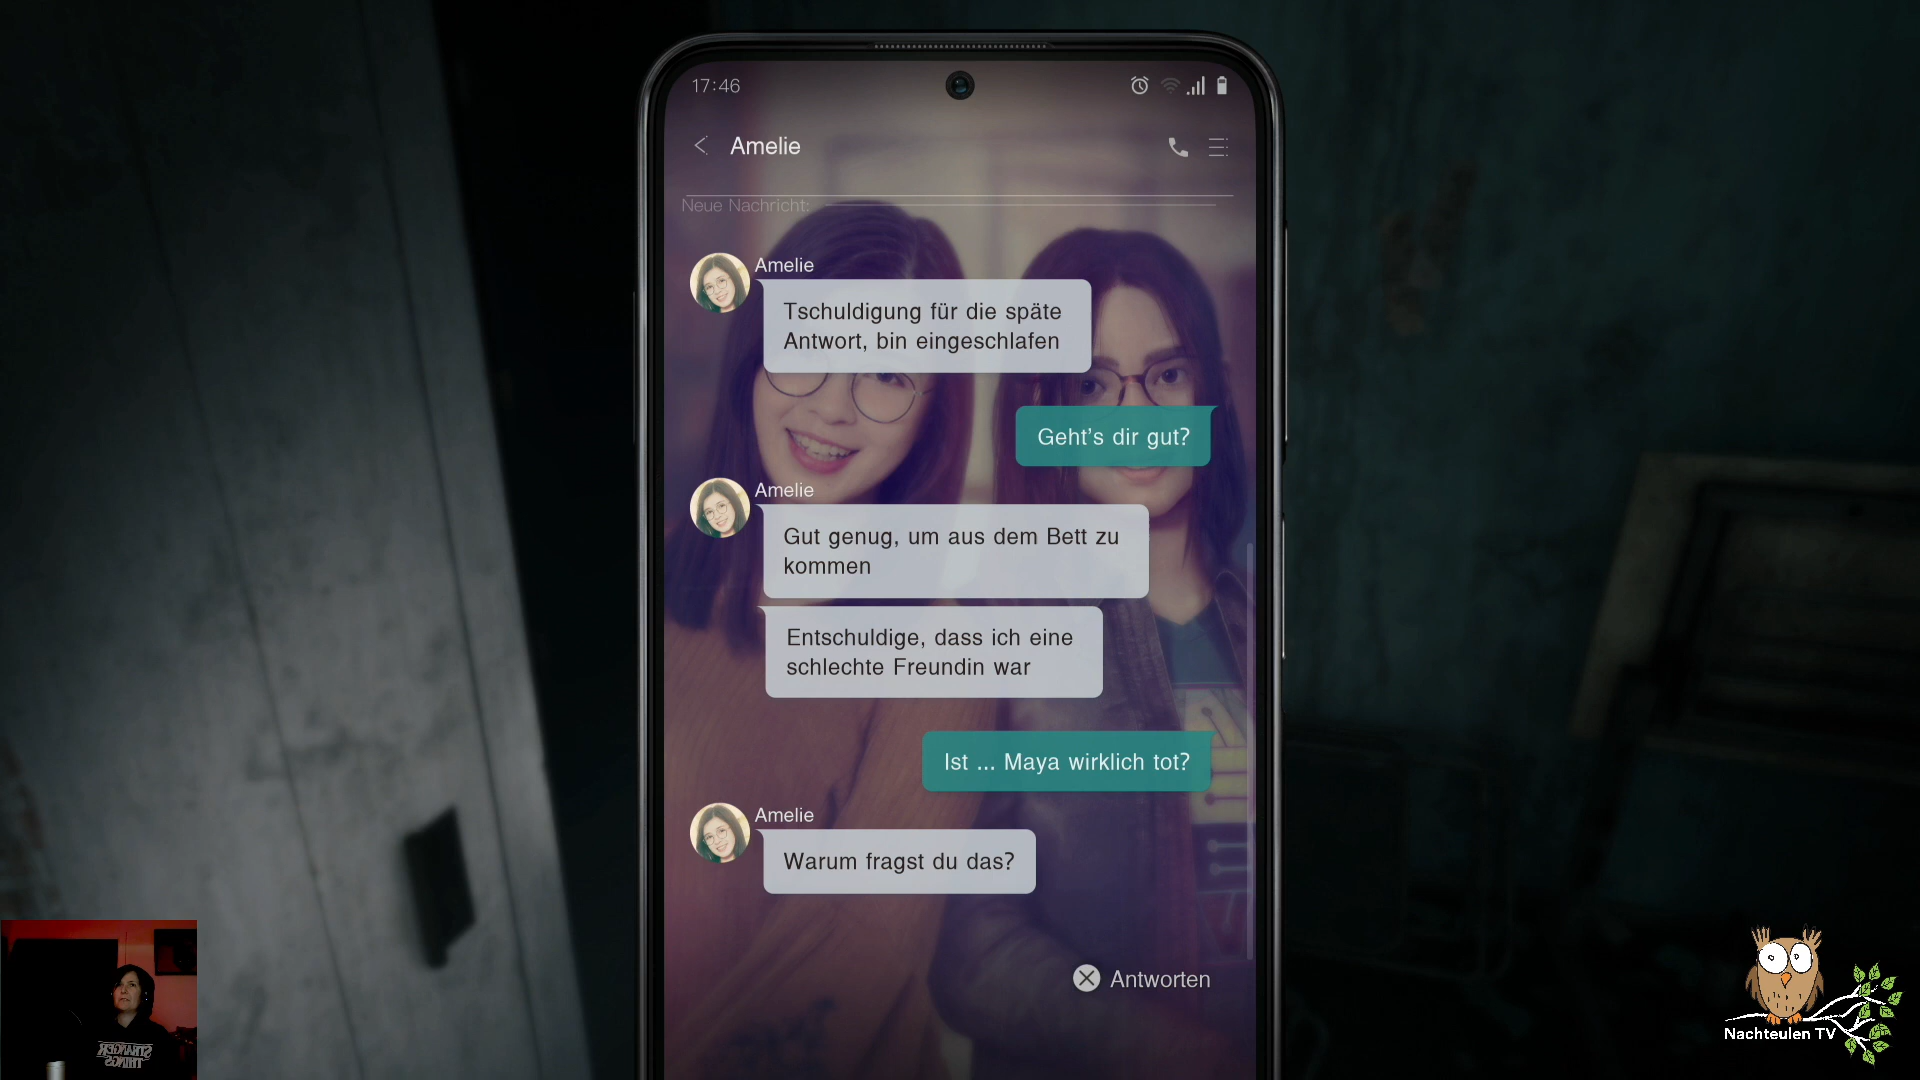 17:46
Amelie
Neue Nachricht:
Amelie
Tschuldigung für die späte
Antwort, bin eingeschlafen
Geht's dir gut?
Amelie
Gut genug, um aus dem Bett zu
kommen
Entschuldige, dass ich eine
schlechte Freundin war
Ist ... Maya wirklich tot?
Amelie
Warum fragst du das?
Antworten
STRANGER
THINGS
Nachteulen TV